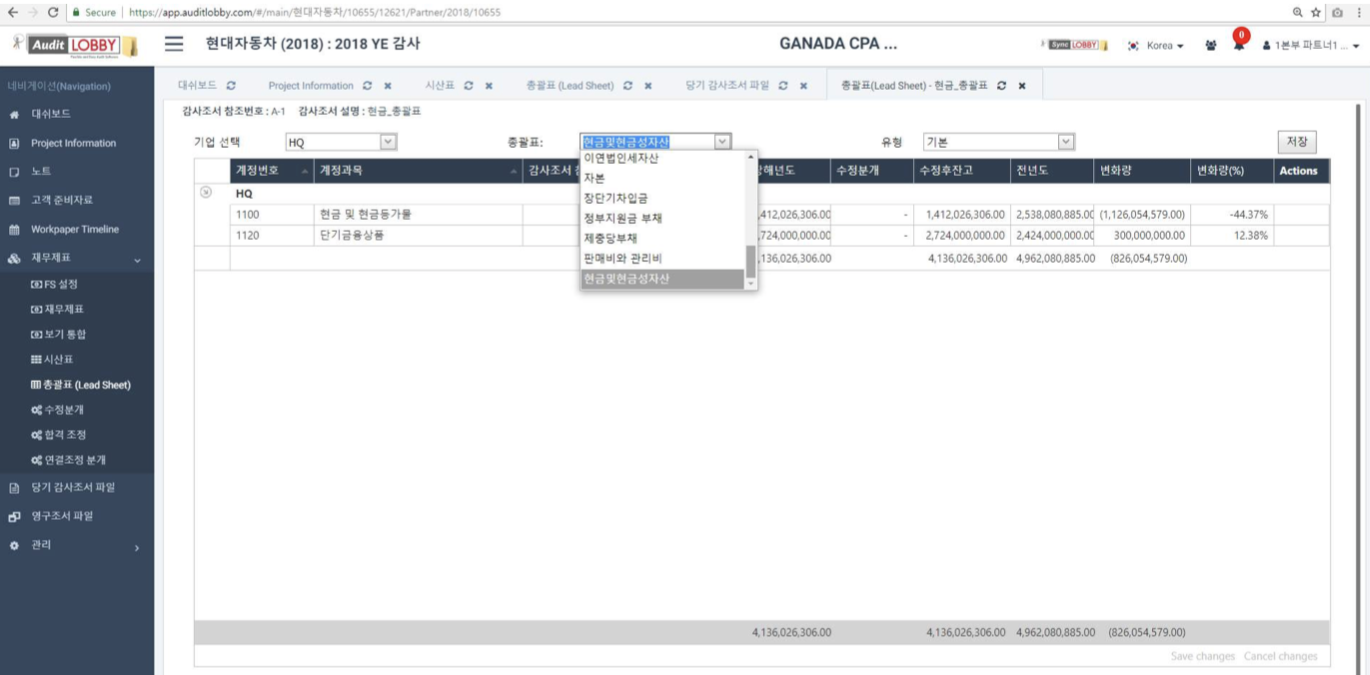 Secure https://app.auditlobby.com/#/main/현대자동차/10655/12621/Partner/2018/10655
Audit LOBBY
현대자동차 (2018) : 2018 YE 감사
GANADA CPA ...
Sync LOBBY
Korea
0
1본부 파트너1 ...
네비게이션(Navigation)
대쉬보드
Project Information
노트
고객 준비자료
Workpaper Timeline
재무제표
FS 설정
재무제표
보기 통합
시산표
총괄표 (Lead Sheet)
수정분개
합격 조정
연결조정 분개
당기 감사조서 파일
영구조서 파일
관리
대쉬보드 Project Information 시산표 총괄표 (Lead Sheet) 당기 감사조서 파일 총괄표(Lead Sheet) - 현금_총괄표
감사조서 참조번호 : A-1 감사조서 설명 : 현금_총괄표
기업 선택 HQ 총괄표: 현금및현금성자산 유형 기본 저장
이연법인세자산
자본
장단기차입금
정부지원금 부채
제충당부채
판매비와 관리비
현금및현금성자산
계정번호 계정과목 감사조서 수정분개 수정후잔고 전년도 변화량 변화량(%) Actions
HQ
1100 현금 및 현금등가물 ,412,026,306.00 - 1,412,026,306.00 2,538,080,885.00 (1,126,054,579.00) -44.37%
1120 단기금융상품 ,724,000,000.00 - 2,724,000,000.00 2,424,000,000.00 300,000,000.00 12.38%
,136,026,306.00 4,136,026,306.00 4,962,080,885.00 (826,054,579.00)
4,136,026,306.00 4,136,026,306.00 4,962,080,885.00 (826,054,579.00)
Save changes Cancel changes